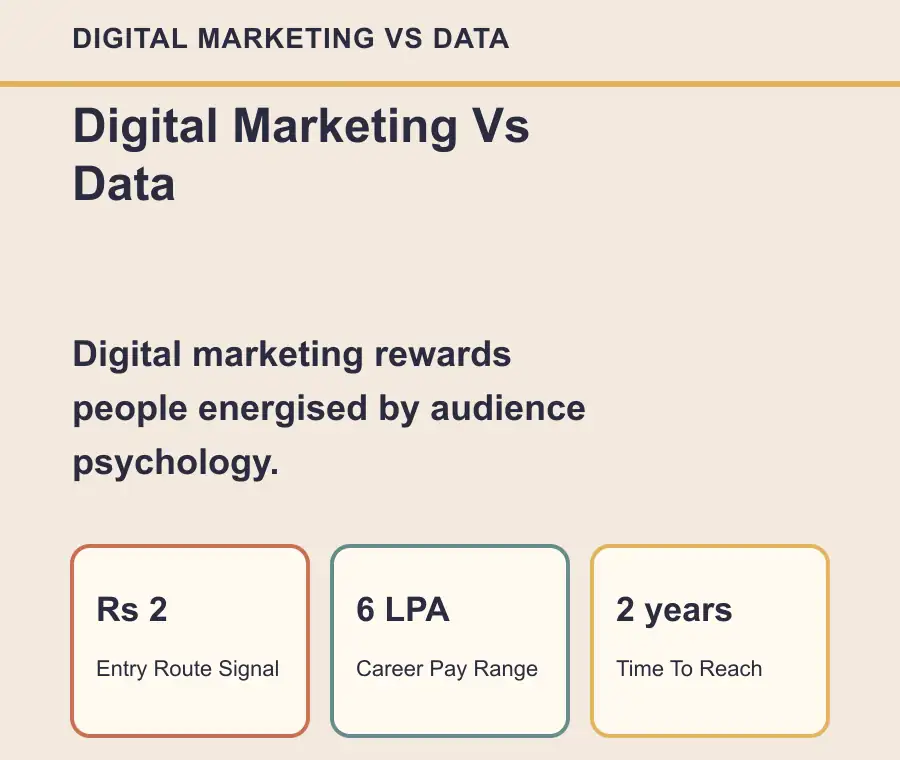 DIGITAL MARKETING VS DATA
Digital Marketing Vs
Data
Digital marketing rewards
people energised by audience
psychology.
Rs 2
Entry Route Signal
6 LPA
Career Pay Range
2 years
Time To Reach